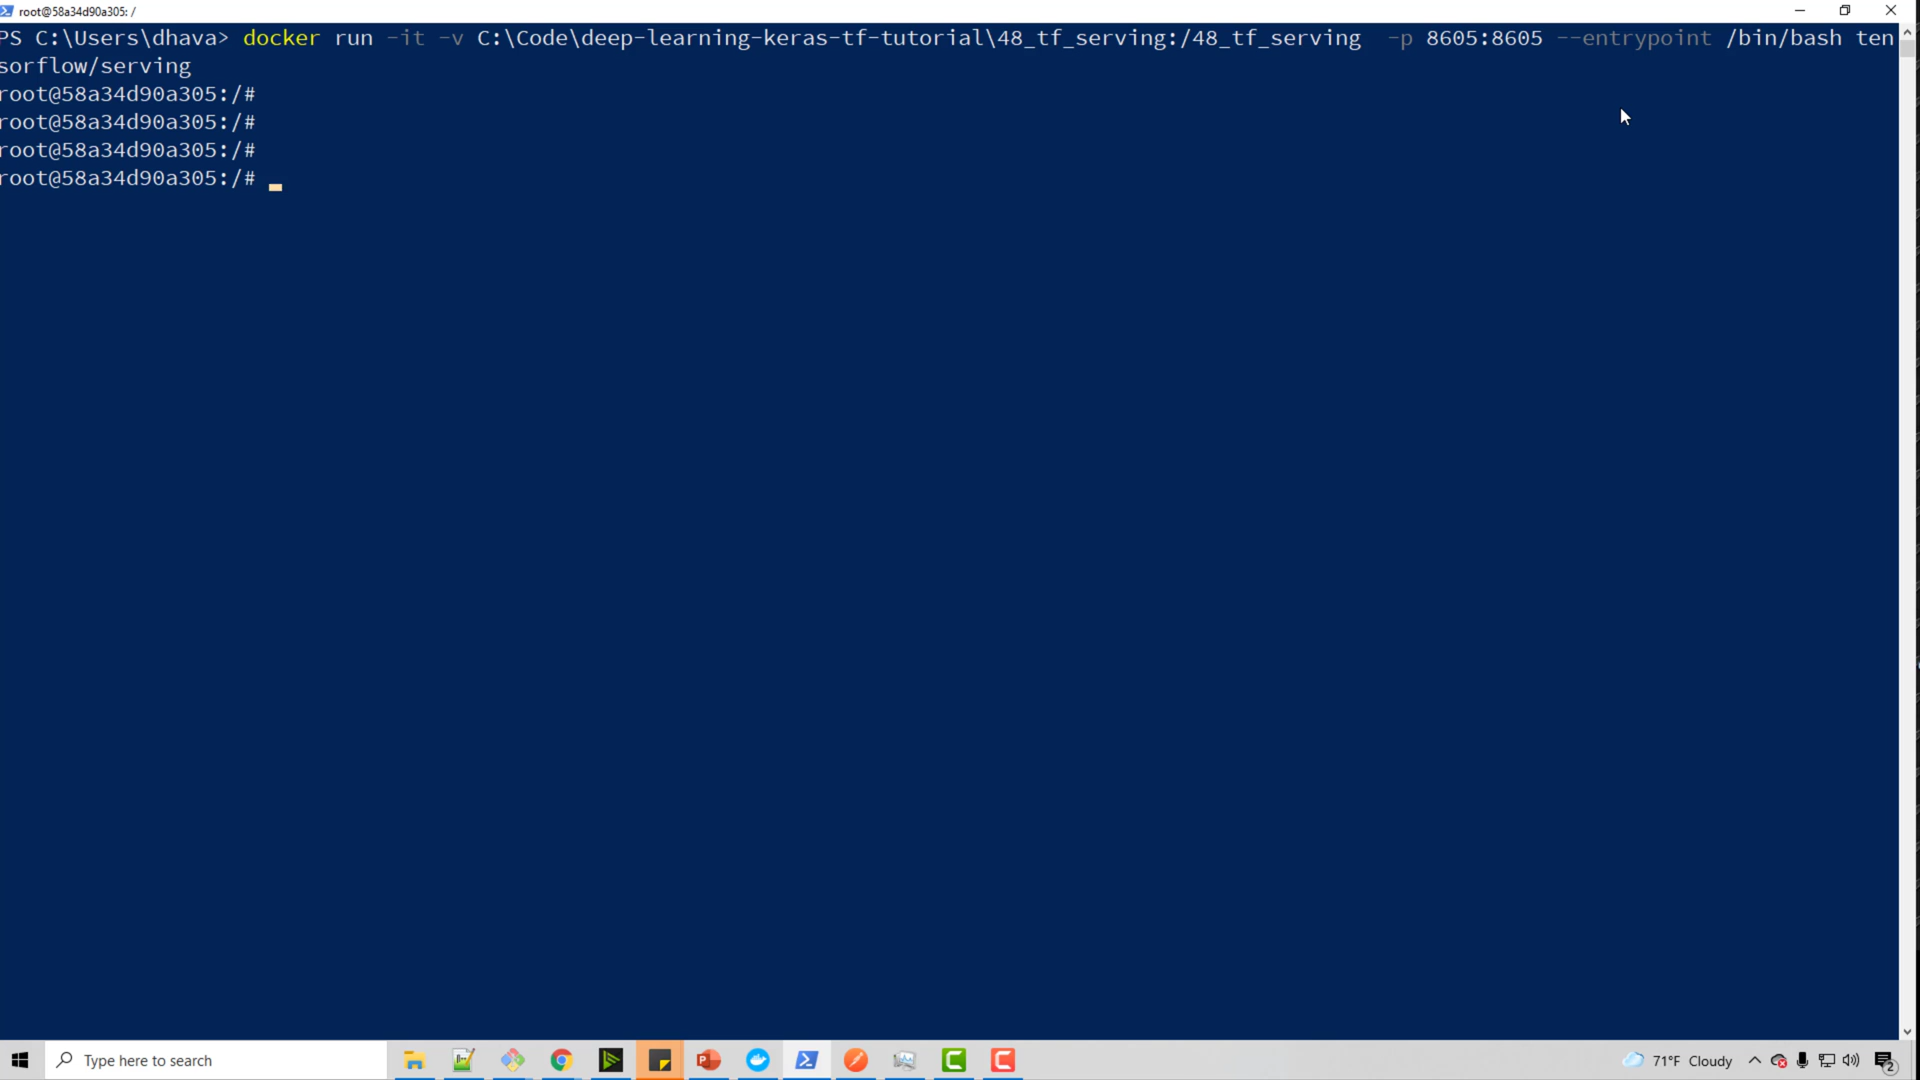 root@58a34d90a305: /
PS C:\Users\dhava> docker run -it -v C:\Code\deep-learning-keras-tf-tutorial\48_tf_serving:/48_tf_serving  -p 8605:8605 --entrypoint /bin/bash ten
sorflow/serving
root@58a34d90a305:/#
root@58a34d90a305:/#
root@58a34d90a305:/#
root@58a34d90a305:/#
Type here to search
71°F Cloudy
2